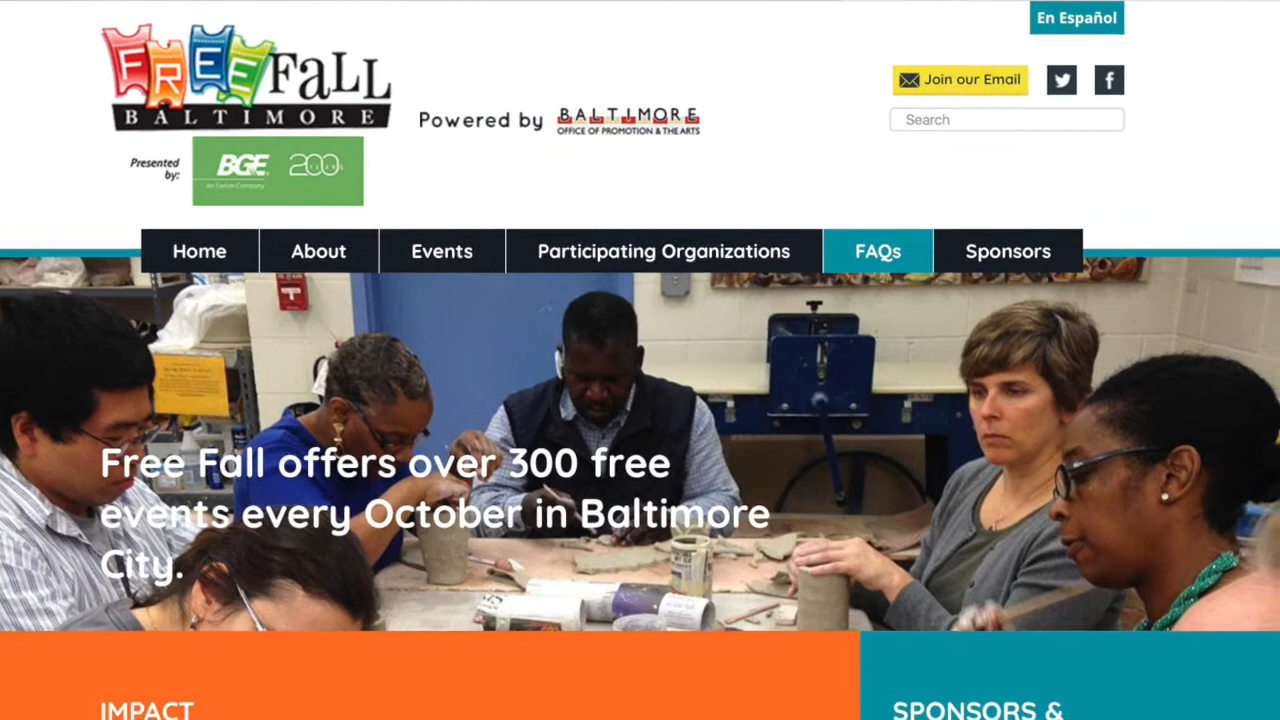 En Español
FREE FALL
BALTIMORE
Join our Email
Powered by
BALTIMORE
OFFICE OF PROMOTION & THE ARTS
Search
Presented
by:
BGE
An Exelon Company
200
YEARS
Home
About
Events
Participating Organizations
FAQs
Sponsors
Free Fall offers over 300 free
events every October in Baltimore
City.
IMPACT
SPONSORS &